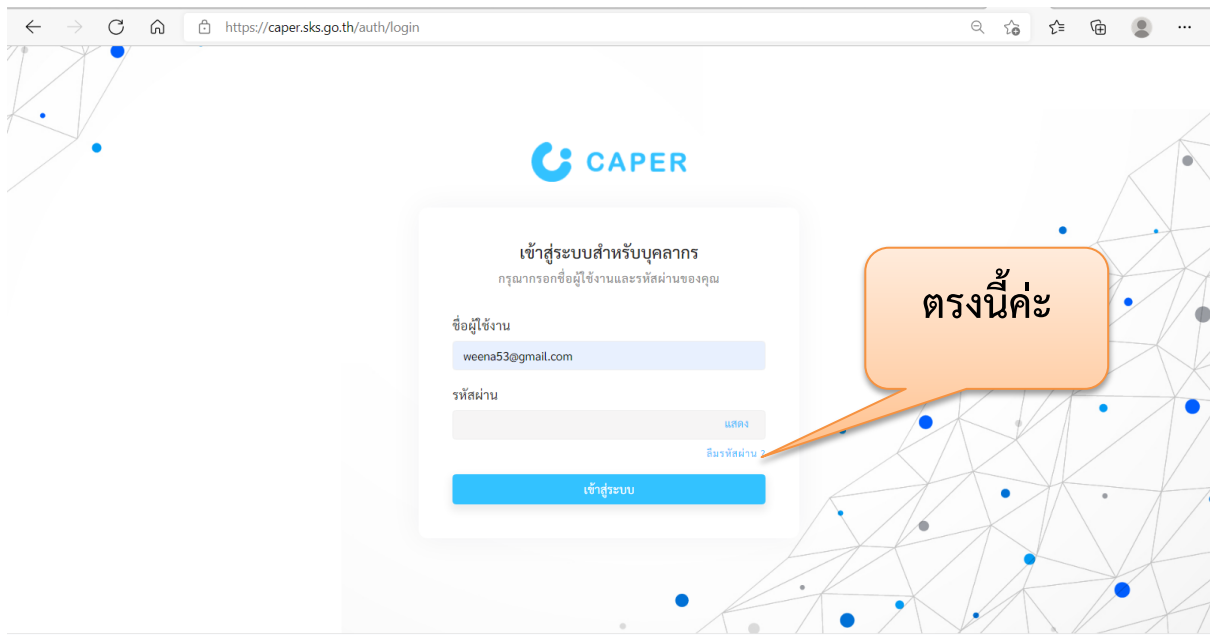 https://caper.sks.go.th/auth/login
CAPER
เข้าสู่ระบบสำหรับบุคลากร
กรุณากรอกชื่อผู้ใช้งานและรหัสผ่านของคุณ
ชื่อผู้ใช้งาน
weena53@gmail.com
รหัสผ่าน
แสดง
ลืมรหัสผ่าน ?
เข้าสู่ระบบ
ตรงนี้ค่ะ